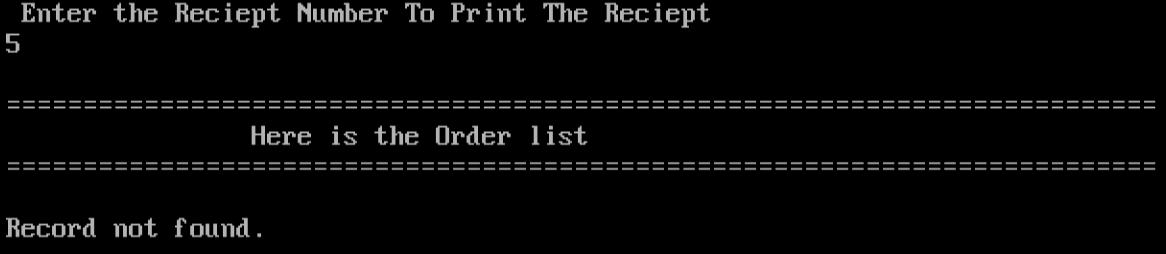 Enter the Reciept Number To Print The Reciept
5
===========================================================================
Here is the Order list
===========================================================================
Record not found.